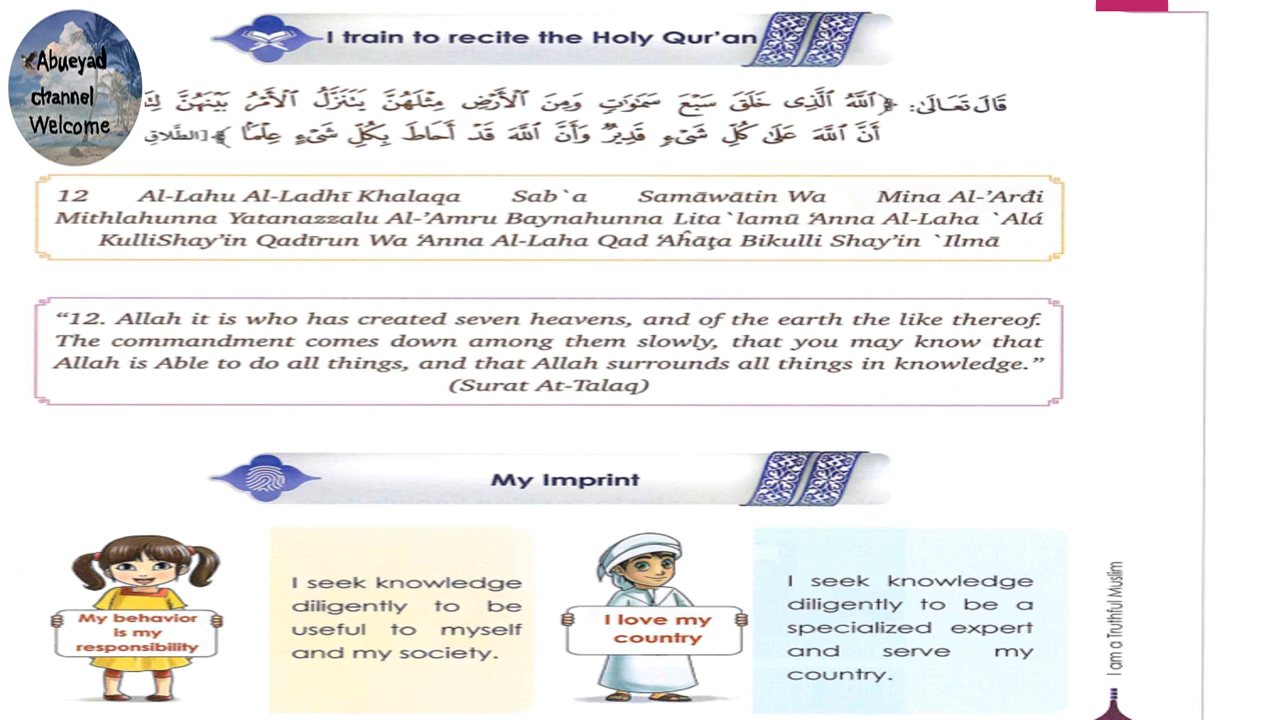 Abueyad
channel
Welcome
I train to recite the Holy Qur'an
قَالَ تَعَالَىٰ: ﴿ٱللَّهُ ٱلَّذِى خَلَقَ سَبْعَ سَمَٰوَٰتٍ وَمِنَ ٱلْأَرْضِ مِثْلَهُنَّ يَتَنَزَّلُ ٱلْأَمْرُ بَيْنَهُنَّ
أَنَّ ٱللَّهَ عَلَىٰ كُلِّ شَىْءٍ قَدِيرٌ وَأَنَّ ٱللَّهَ قَدْ أَحَاطَ بِكُلِّ شَىْءٍ عِلْمًۢا ﴾ [الطَّلَاقِ
12 Al-Lahu Al-Ladhī Khalaqa Sab`a Samāwātin Wa Mina Al-'Arđi
Mithlahunna Yatanazzalu Al-'Amru Baynahunna Lita`lamū 'Anna Al-Laha `Alá
KulliShay'in Qadīrun Wa 'Anna Al-Laha Qad 'Aĥāţa Bikulli Shay'in `Ilmā
“12. Allah it is who has created seven heavens, and of the earth the like thereof.
The commandment comes down among them slowly, that you may know that
Allah is Able to do all things, and that Allah surrounds all things in knowledge.”
(Surat At-Talaq)
My Imprint
My behavior
is my
responsibility
I seek knowledge
diligently to be
useful to myself
and my society.
I love my
country
I seek knowledge
diligently to be a
specialized expert
and serve my
country.
I am a Truthful Muslim